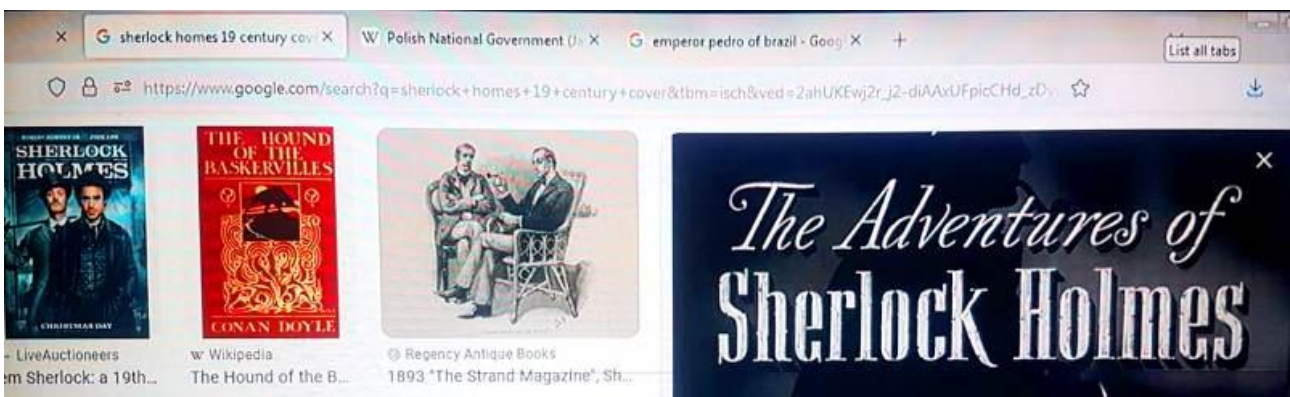 sherlock homes 19 century cov
Polish National Government (Ja
emperor pedro of brazil - Goog
List all tabs
https://www.google.com/search?q=sherlock+homes+19+century+cover&tbm=isch&ved=
SHERLOCK
HOLMES
CHRISTMAS DAY
LiveAuctioneers
em Sherlock: a 19th...
THE HOUND
OF THE
BASKERVILLES
CONAN DOYLE
Wikipedia
The Hound of the B...
Regency Antique Books
1893 "The Strand Magazine", Sh...
The Adventures of
Sherlock Holmes